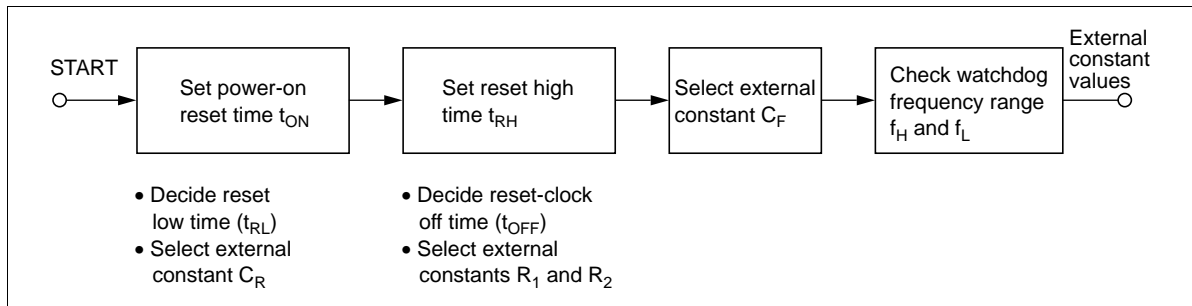 START
Set power-on
reset time tON
Set reset high
time tRH
Select external
constant CF
Check watchdog
frequency range
fH and fL
External
constant
values
• Decide reset
low time (tRL)
• Select external
constant CR
• Decide reset-clock
off time (tOFF)
• Select external
constants R1 and R2